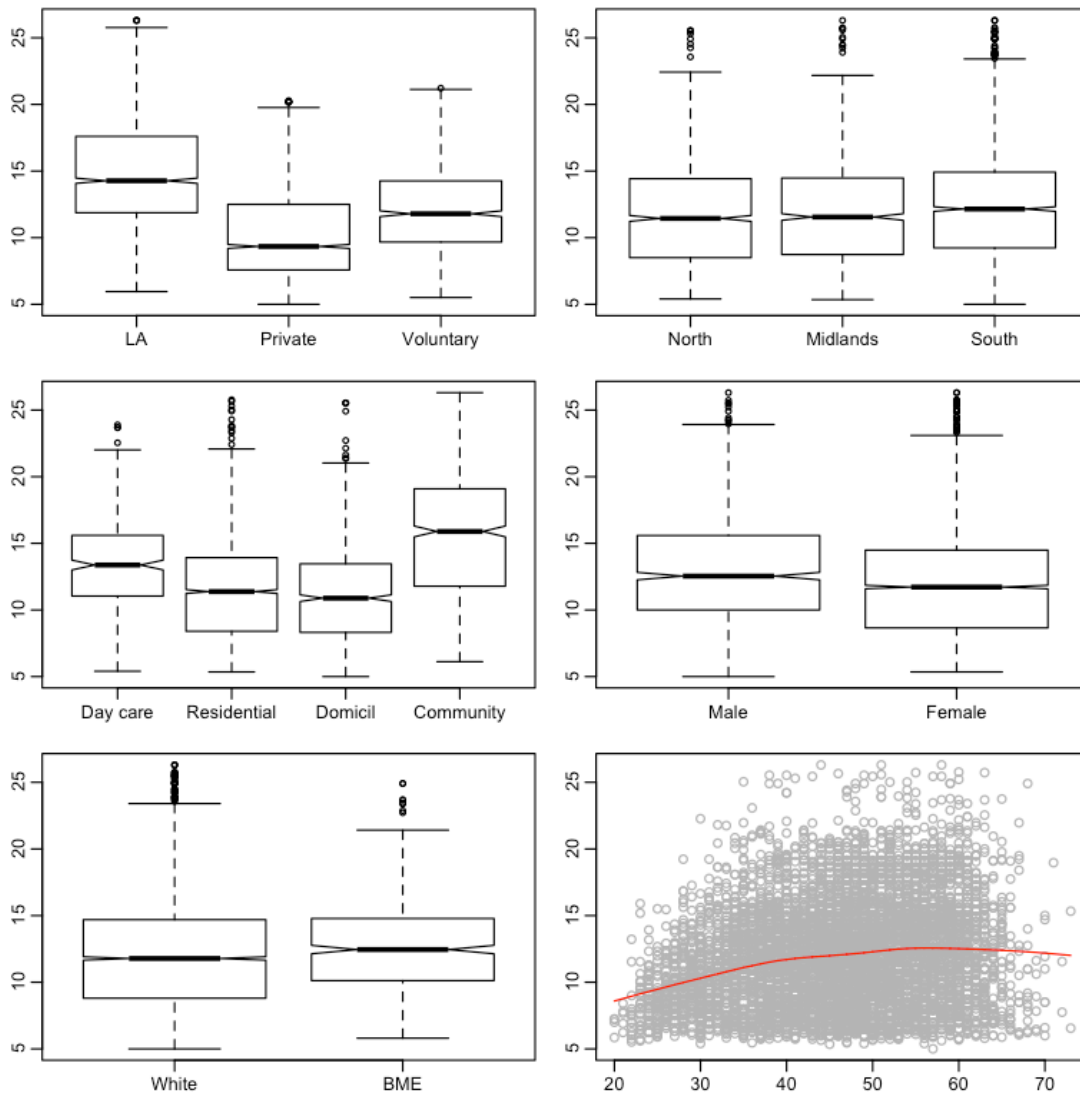 5 10 15 20 25
LA Private Voluntary
5 10 15 20 25
North Midlands South
5 10 15 20 25
Day care Residential Domicil Community
5 10 15 20 25
Male Female
5 10 15 20 25
White BME
5 10 15 20 25
20 30 40 50 60 70